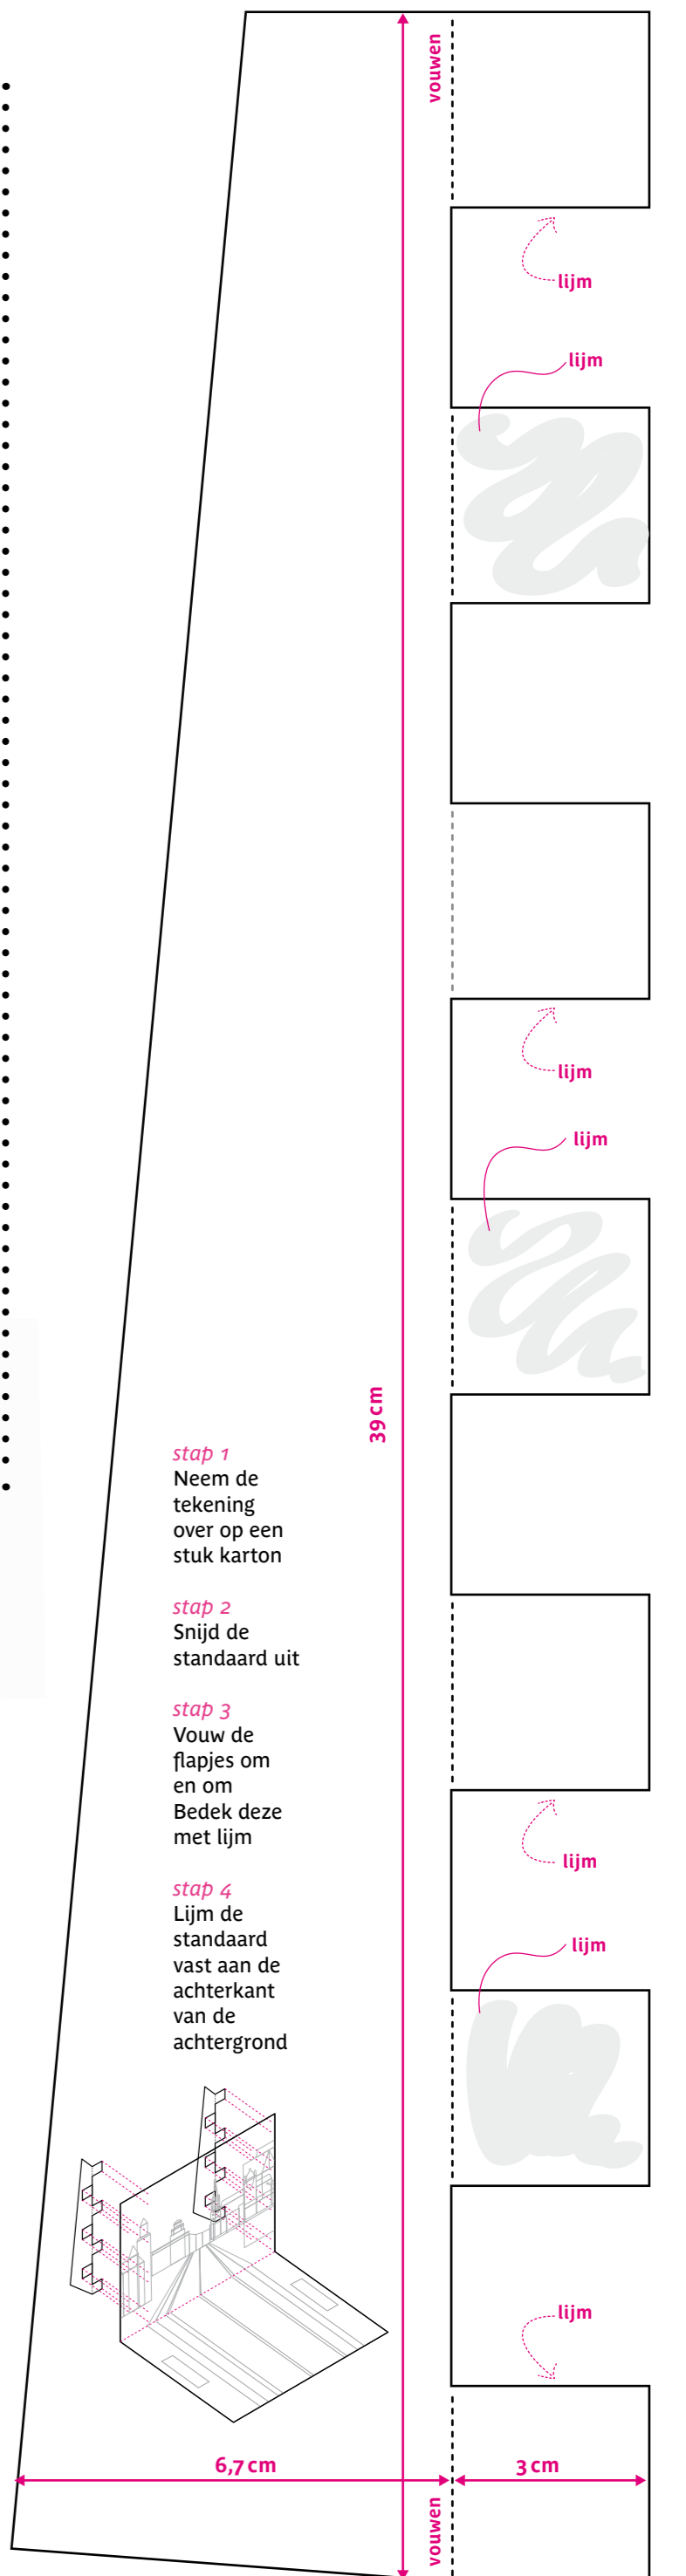 vouwen
lijm
lijm
lijm
lijm
39 cm
stap 1
Neem de
tekening
over op een
stuk karton
stap 2
Snijd de
standaard uit
stap 3
Vouw de
flapjes om
en om
Bedek deze
met lijm
stap 4
Lijm de
standaard
vast aan de
achterkant
van de
achtergrond
lijm
lijm
lijm
6,7 cm
3 cm
vouwen